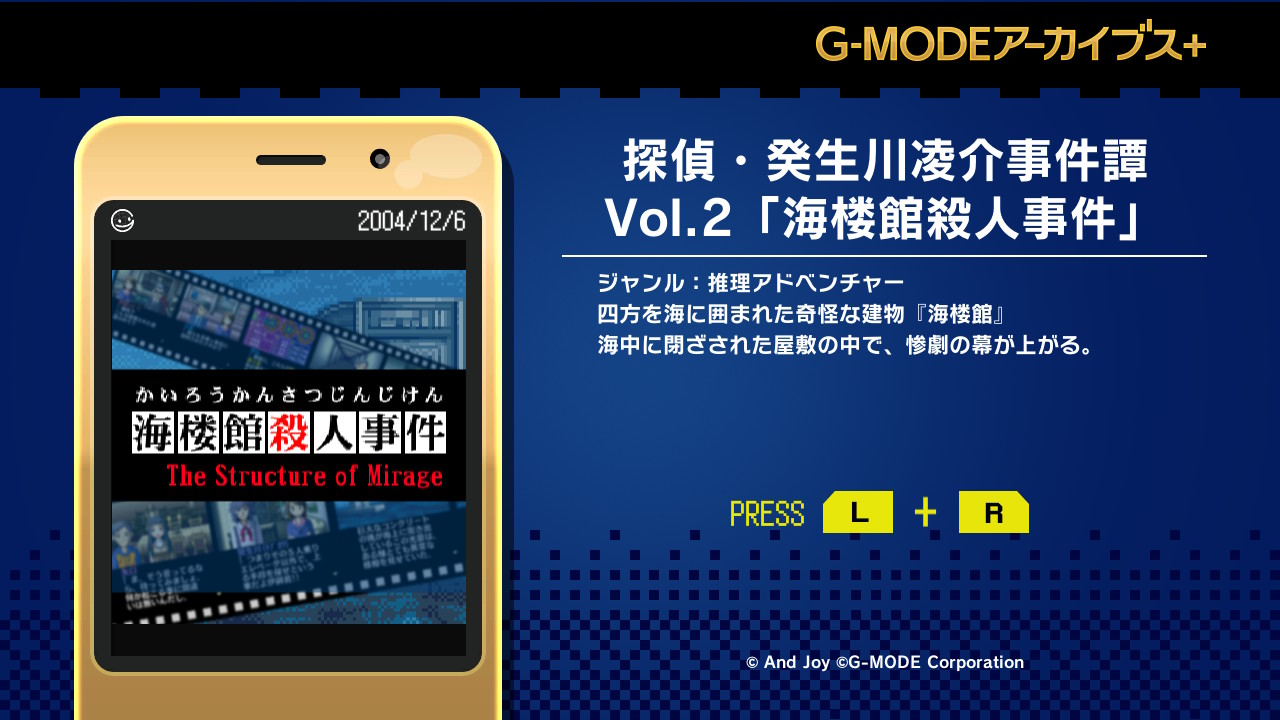 G-MODEアーカイブス+
探偵・癸生川凌介事件譚
Vol.2「海楼館殺人事件」
ジャンル：推理アドベンチャー
四方を海に囲まれた奇怪な建物『海楼館』
海中に閉ざされた屋敷の中で、惨劇の幕が上がる。
2004/12/6
かいろうかんさつじんじけん
海楼館殺人事件
The Structure of Mirage
PRESS L + R
© And Joy ©G-MODE Corporation